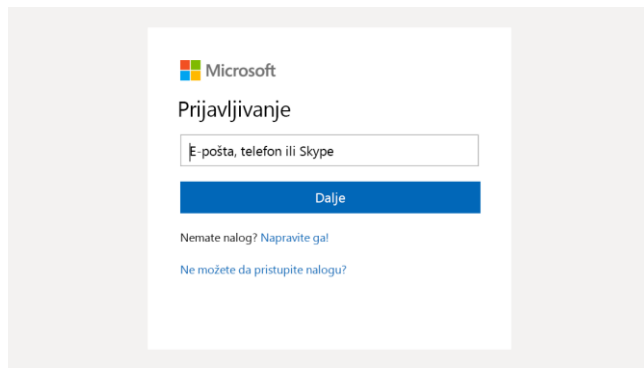 Microsoft
Prijavljivanje
E-pošta, telefon ili Skype
Dalje
Nemate nalog? Napravite ga!
Ne možete da pristupite nalogu?